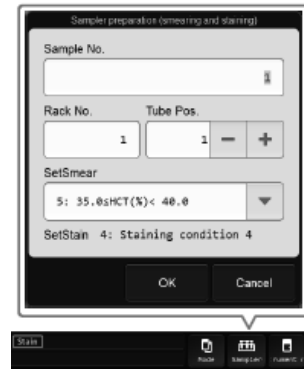 Sampler preparation (smearing and staining)
Sample No.
1
Rack No. Tube Pos.
1 1 − +
SetSmear
5: 35.0≤HCT(%)< 40.0
SetStain 4: Staining condition 4
OK Cancel
Stain
Mode Sampler